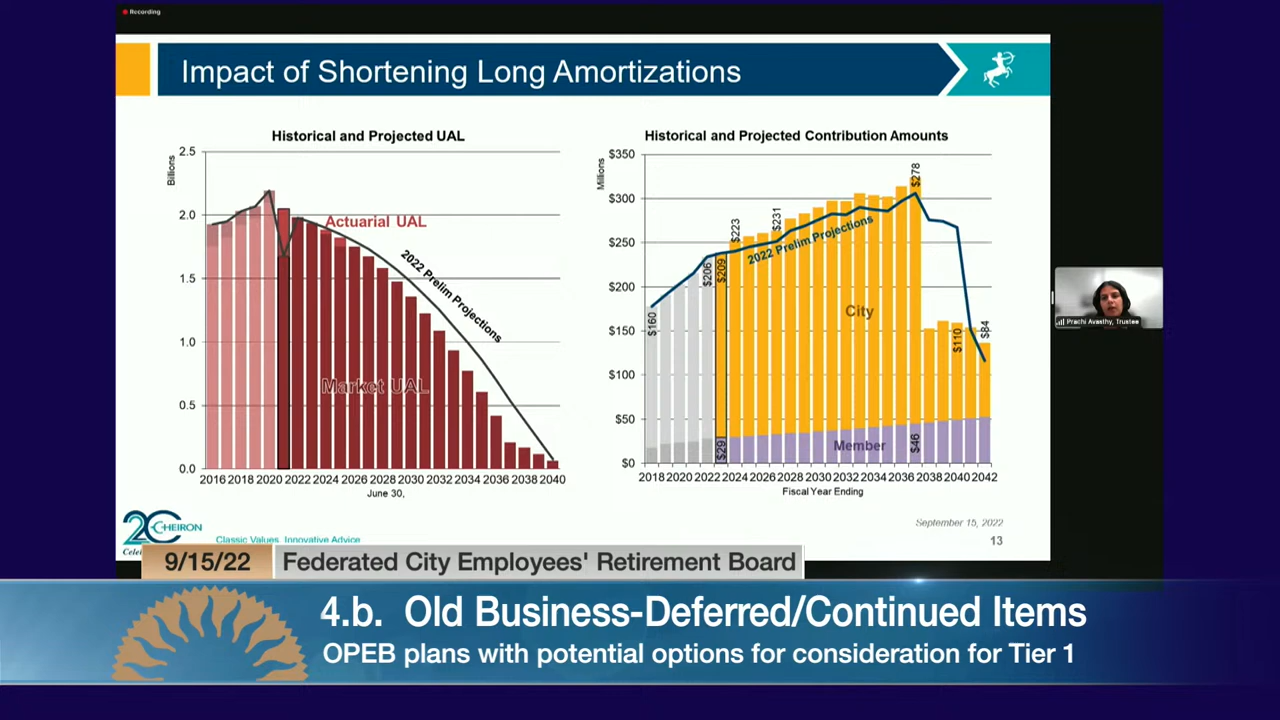 Recording
Impact of Shortening Long Amortizations
Historical and Projected UAL
Billions
2.5
2.0
1.5
1.0
0.5
0.0
Actuarial UAL
2022 Prelim Projections
Market UAL
2016 2018 2020 2022 2024 2026 2028 2030 2032 2034 2036 2038 2040
June 30,
Historical and Projected Contribution Amounts
Millions
$350
$300
$250
$200
$150
$100
$50
$0
$160
$206
$209
$29
$223
$231
$278
$46
$110
$84
2022 Prelim Projections
City
Member
2018 2020 2022 2024 2026 2028 2030 2032 2034 2036 2038 2040 2042
Fiscal Year Ending
Prachi Avasthy, Trustee
September 15, 2022
CHEIRON
Classic Values, Innovative Advice
13
9/15/22
Federated City Employees' Retirement Board
4.b. Old Business-Deferred/Continued Items
OPEB plans with potential options for consideration for Tier 1